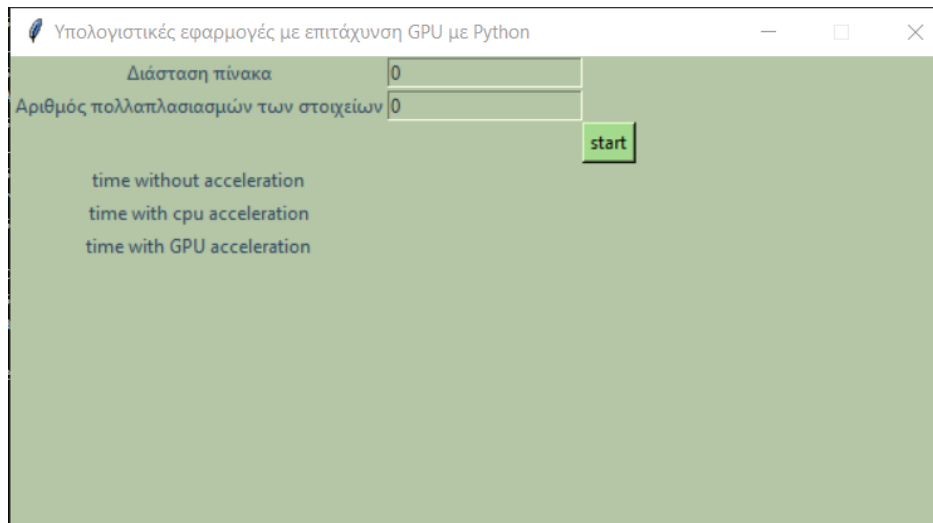 Υπολογιστικές εφαρμογές με επιτάχυνση GPU με Python
Διάσταση πίνακα 0
Αριθμός πολλαπλασιασμών των στοιχείων 0
start
time without acceleration
time with cpu acceleration
time with GPU acceleration